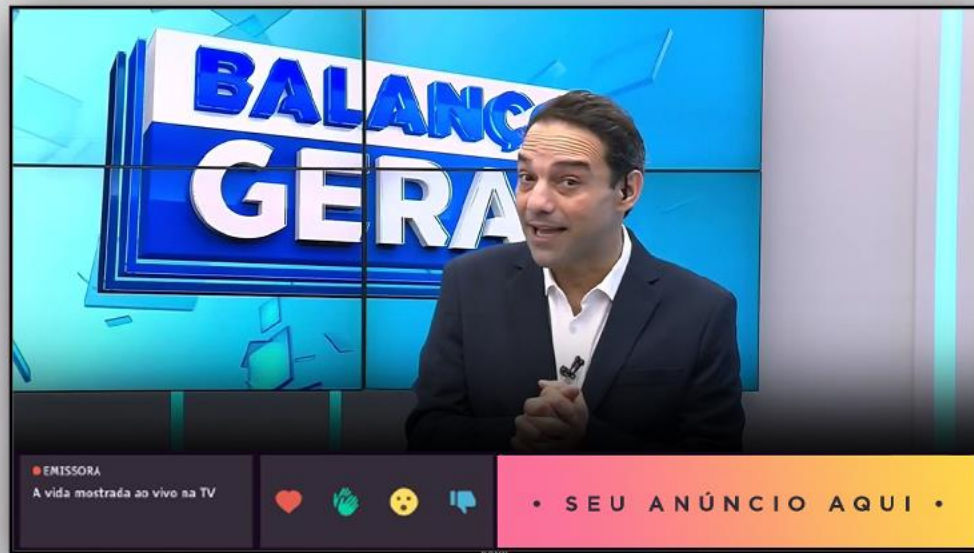 BALANÇ
GERA
EMISSORA
A vida mostrada ao vivo na TV
• SEU ANÚNCIO AQUI •